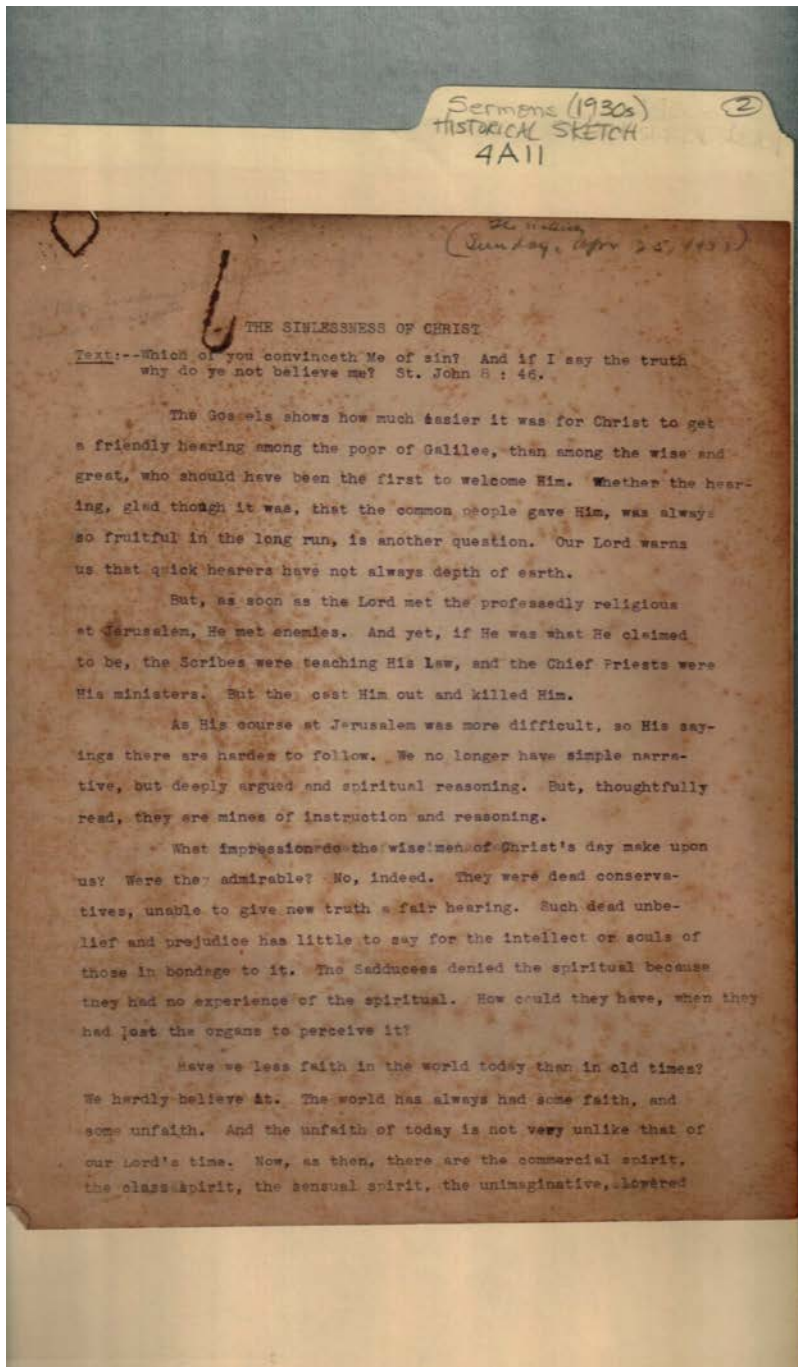 Sermons (1930s) 2
HISTORICAL SKETCH
4A11
(Sunday, Apr 25,
THE SINLESSNESS OF CHRIST
Text:--Which of you convinceth Me of sin? And if I say the truth
why do ye not believe me? St. John 8 : 46.
The Gospels shows how much easier it was for Christ to get
a friendly hearing among the poor of Galilee, than among the wise and
great, who should have been the first to welcome Him. Whether the hear-
ing, glad though it was, that the common people gave Him, was always
so fruitful in the long run, is another question. Our Lord warns
us that quick hearers have not always depth of earth.
But, as soon as the Lord met the professedly religious
at Jerusalem, He met enemies. And yet, if He was what He claimed
to be, the Scribes were teaching His Law, and the Chief Priests were
His ministers. But the cast Him out and killed Him.
As His course at Jerusalem was more difficult, so His say-
ings there are harder to follow. We no longer have simple narra-
tive, but deeply argued and spiritual reasoning. But, thoughtfully
read, they are mines of instruction and reasoning.
What impression do the wise men of Christ's day make upon
us? Were they admirable? No, indeed. They were dead conserva-
tives, unable to give new truth a fair hearing. Such dead unbe-
lief and prejudice has little to say for the intellect or souls of
those in bondage to it. The Sadducees denied the spiritual because
they had no experience of the spiritual. How could they have, when they
had lost the organs to perceive it?
Have we less faith in the world today than in old times?
We hardly believe it. The world has always had some faith, and
some unfaith. And the unfaith of today is not very unlike that of
our Lord's time. Now, as then, there are the commercial spirit,
the class spirit, the sensual spirit, the unimaginative, lowered